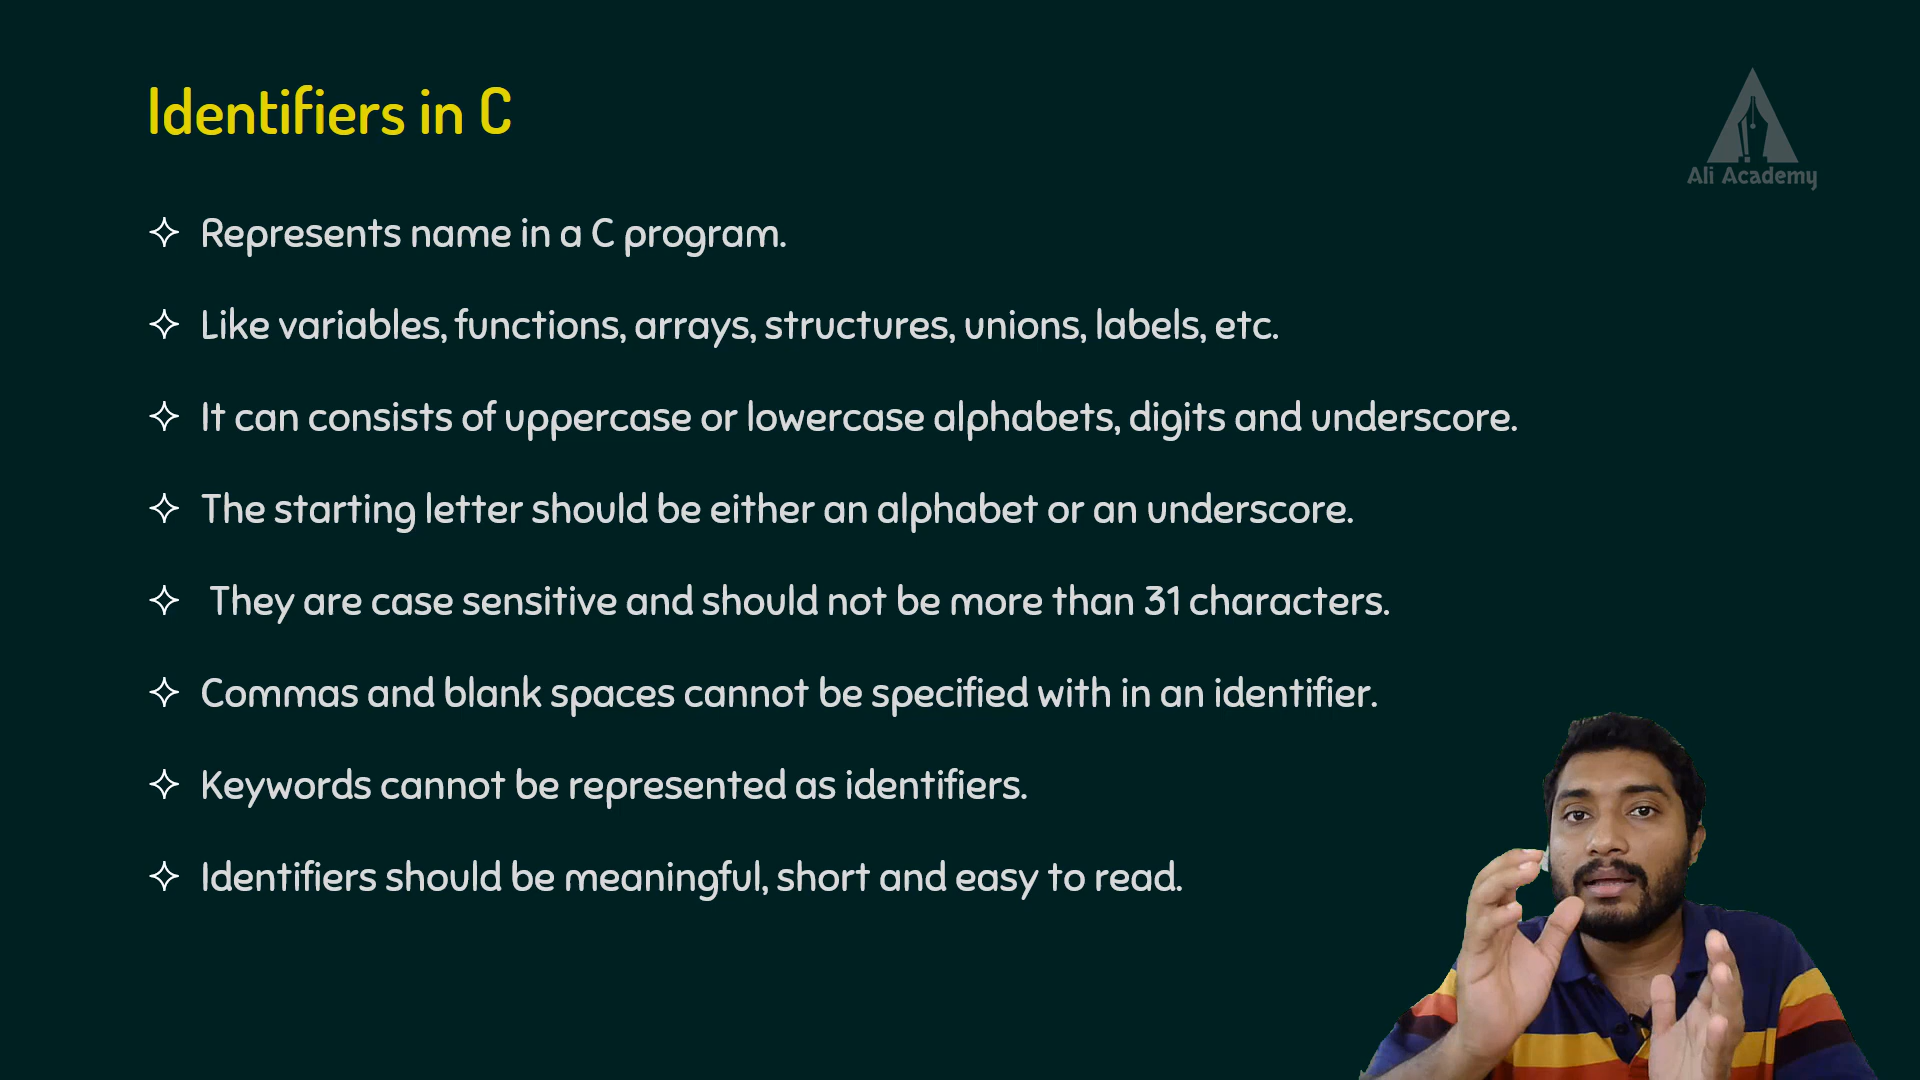 Identifiers in C
Ali Academy
Represents name in a C program.
Like variables, functions, arrays, structures, unions, labels, etc.
It can consists of uppercase or lowercase alphabets, digits and underscore.
The starting letter should be either an alphabet or an underscore.
They are case sensitive and should not be more than 31 characters.
Commas and blank spaces cannot be specified with in an identifier.
Keywords cannot be represented as identifiers.
Identifiers should be meaningful, short and easy to read.